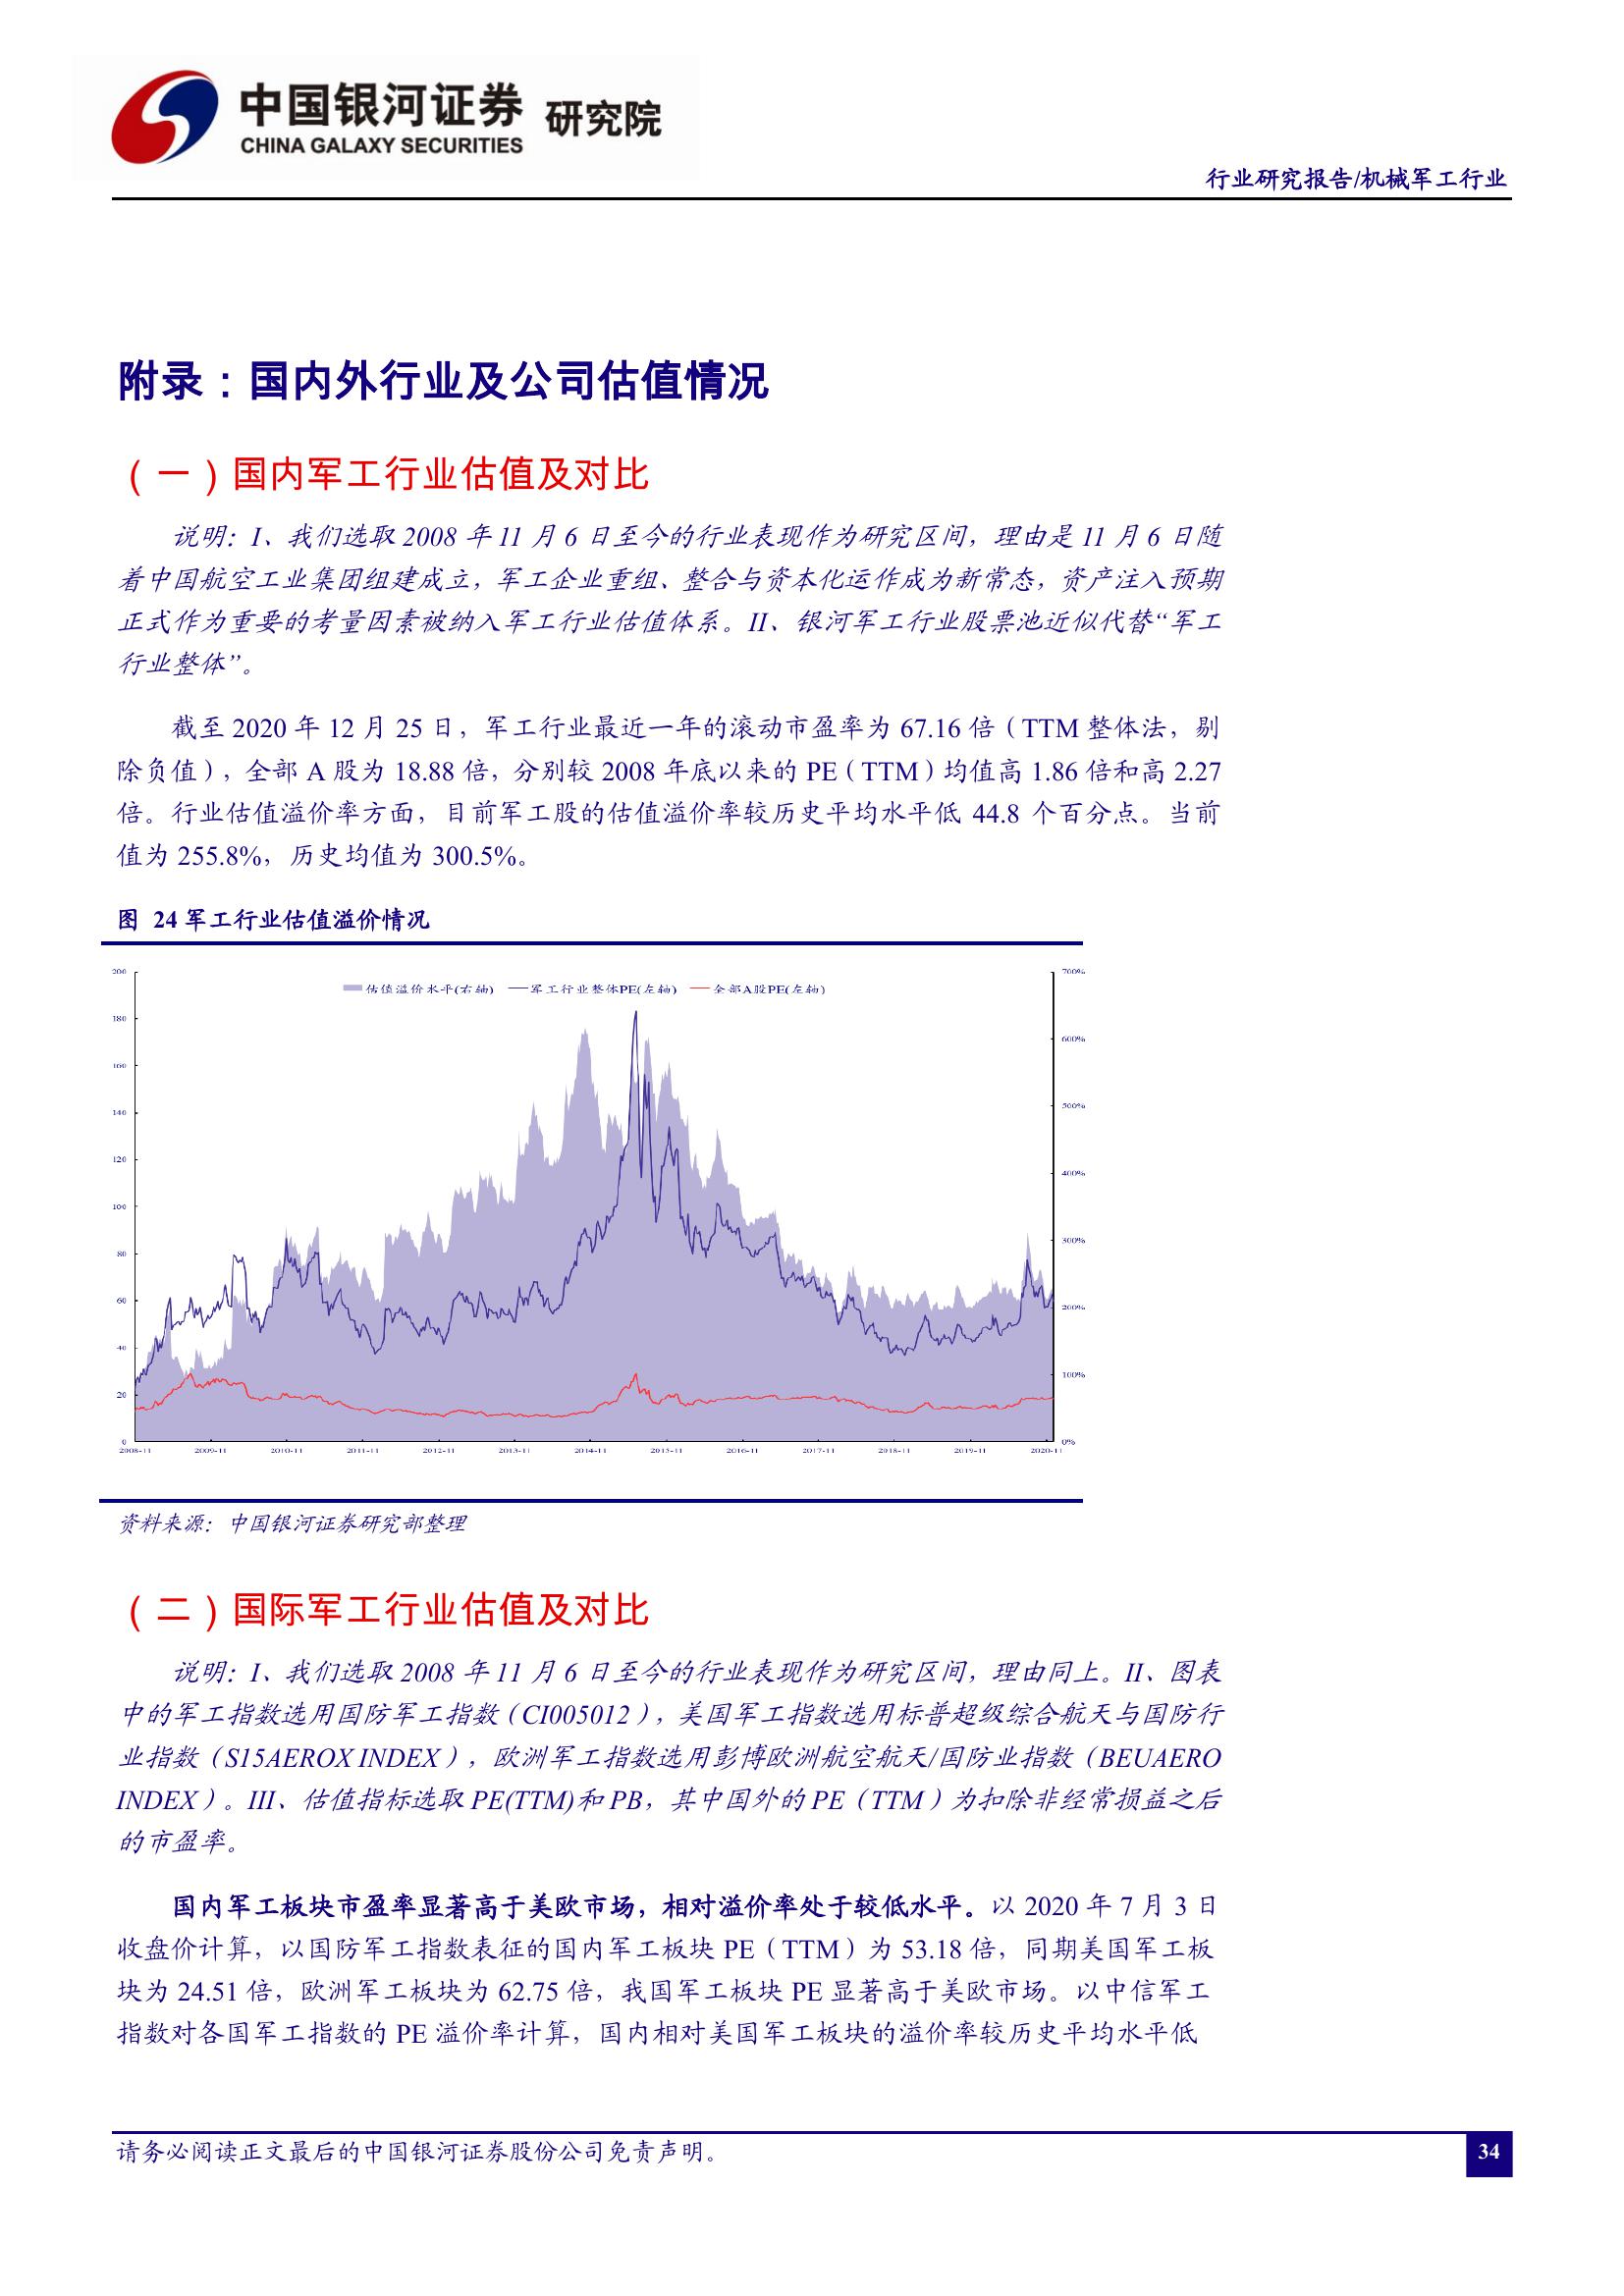 中国银河证券 研究院
CHINA GALAXY SECURITIES
行业研究报告/机械军工行业
附录：国内外行业及公司估值情况
（一）国内军工行业估值及对比
说明：I、我们选取 2008 年 11 月 6 日至今的行业表现作为研究区间，理由是 11 月 6 日随
着中国航空工业集团组建成立，军工企业重组、整合与资本化运作成为新常态，资产注入预期
正式作为重要的考量因素被纳入军工行业估值体系。II、银河军工行业股票池近似代替“军工
行业整体”。
截至 2020 年 12 月 25 日，军工行业最近一年的滚动市盈率为 67.16 倍（TTM 整体法，剔
除负值），全部 A 股为 18.88 倍，分别较 2008 年底以来的 PE（TTM）均值高 1.86 倍和高 2.27
倍。行业估值溢价率方面，目前军工股的估值溢价率较历史平均水平低 44.8 个百分点。当前
值为 255.8%，历史均值为 300.5%。
图 24 军工行业估值溢价情况
估值溢价水平(右轴) 军工行业整体PE(左轴) 全部A股PE(左轴)
200 700%
180
600%
160
140 500%
120
400%
100
80 300%
60
200%
40
100%
20
0 0%
2008-11 2009-11 2010-11 2011-11 2012-11 2013-11 2014-11 2015-11 2016-11 2017-11 2018-11 2019-11 2020-11
资料来源：中国银河证券研究部整理
（二）国际军工行业估值及对比
说明：I、我们选取 2008 年 11 月 6 日至今的行业表现作为研究区间，理由同上。II、图表
中的军工指数选用国防军工指数（CI005012），美国军工指数选用标普超级综合航天与国防行
业指数（S15AEROX INDEX），欧洲军工指数选用彭博欧洲航空航天/国防业指数（BEUAERO
INDEX）。III、估值指标选取 PE(TTM)和 PB，其中国外的 PE（TTM）为扣除非经常损益之后
的市盈率。
国内军工板块市盈率显著高于美欧市场，相对溢价率处于较低水平。以 2020 年 7 月 3 日
收盘价计算，以国防军工指数表征的国内军工板块 PE（TTM）为 53.18 倍，同期美国军工板
块为 24.51 倍，欧洲军工板块为 62.75 倍，我国军工板块 PE 显著高于美欧市场。以中信军工
指数对各国军工指数的 PE 溢价率计算，国内相对美国军工板块的溢价率较历史平均水平低
请务必阅读正文最后的中国银河证券股份公司免责声明。
34